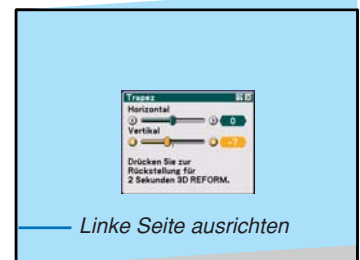 Trapez
Horizontal
0
Vertikal
-7
Drücken Sie zur
Rückstellung für
2 Sekunden 3D REFORM.
Linke Seite ausrichten